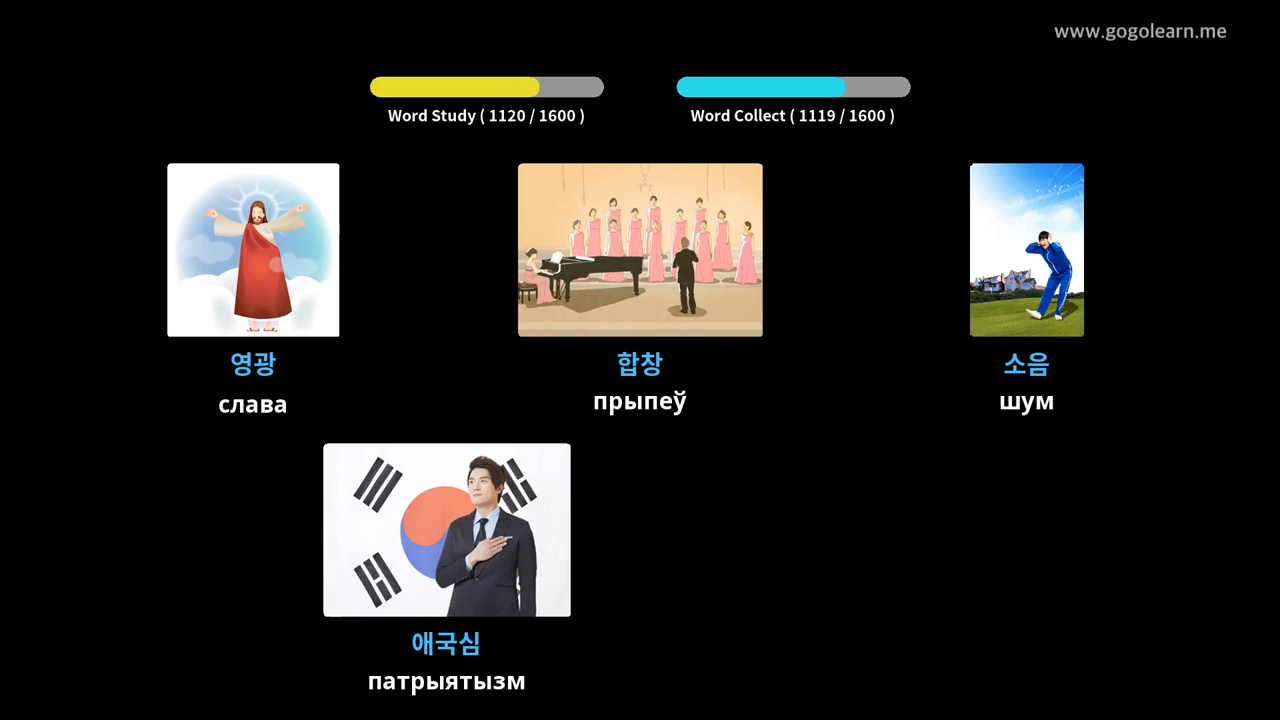 www.gogolearn.me
Word Study ( 1120 / 1600 )
Word Collect ( 1119 / 1600 )
영광
합창
소음
слава
прыпеў
шум
애국심
патрыятызм